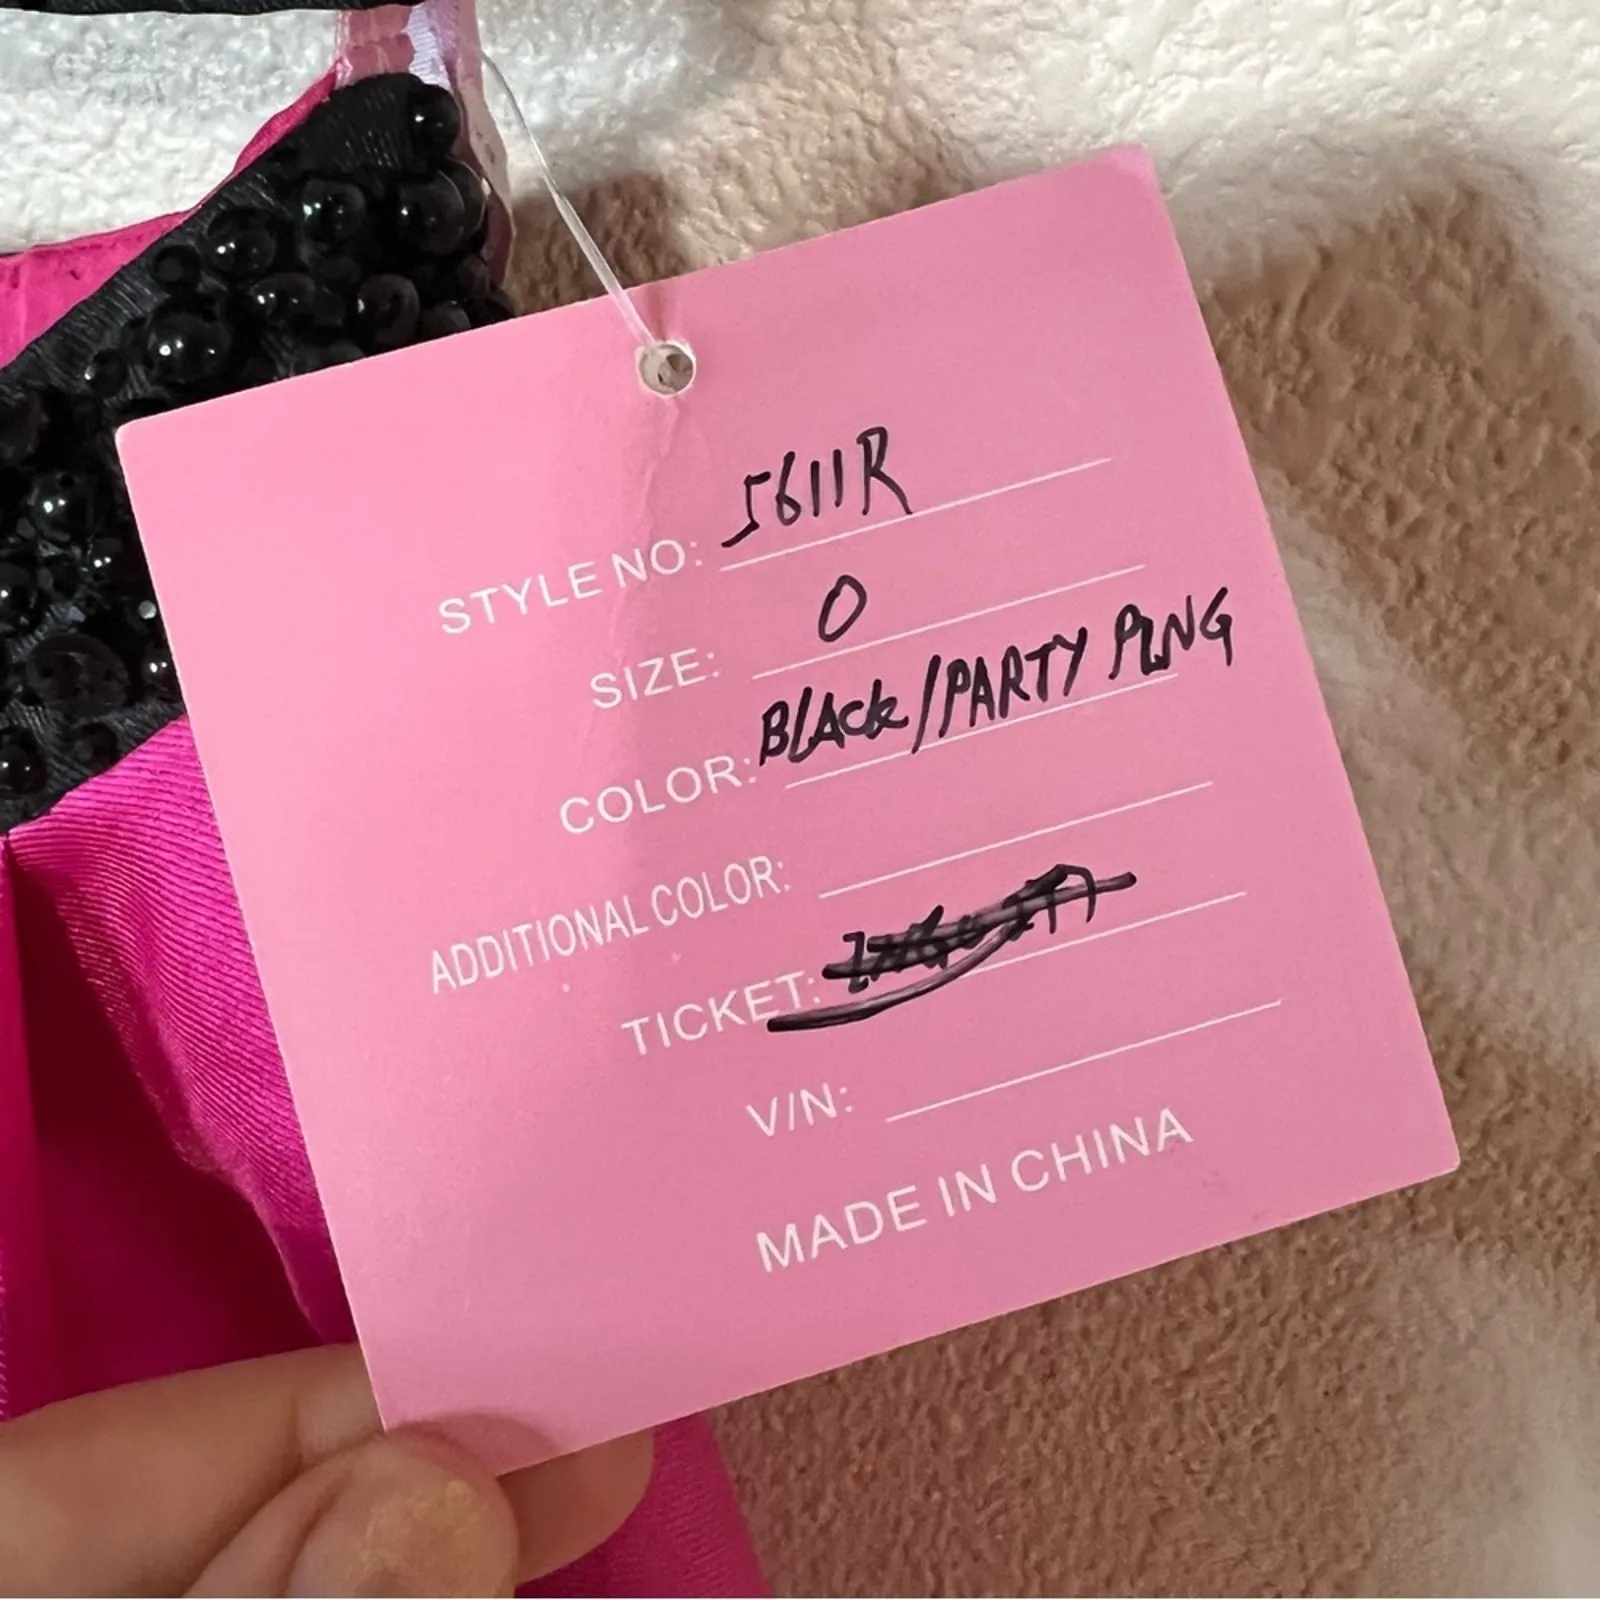 STYLE NO: 5611R
SIZE: 0
COLOR: BlAck/PARTY PING
ADDITIONAL COLOR:
TICKET:
V/N:
MADE IN CHINA